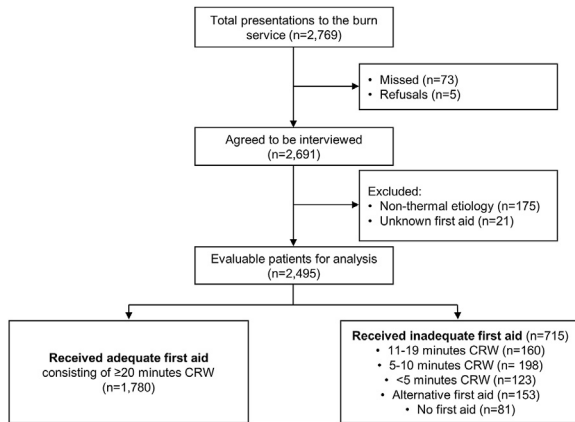 Total presentations to the burn
service (n=2,769)
• Missed (n=73)
• Refusals (n=5)
Agreed to be interviewed
(n=2,691)
Excluded:
• Non-thermal etiology (n=175)
• Unknown first aid (n=21)
Evaluable patients for analysis
(n=2,495)
Received adequate first aid
consisting of ≥20 minutes CRW
(n=1,780)
Received inadequate first aid (n=715)
• 11-19 minutes CRW (n=160)
• 5-10 minutes CRW (n= 198)
• <5 minutes CRW (n=123)
• Alternative first aid (n=153)
• No first aid (n=81)